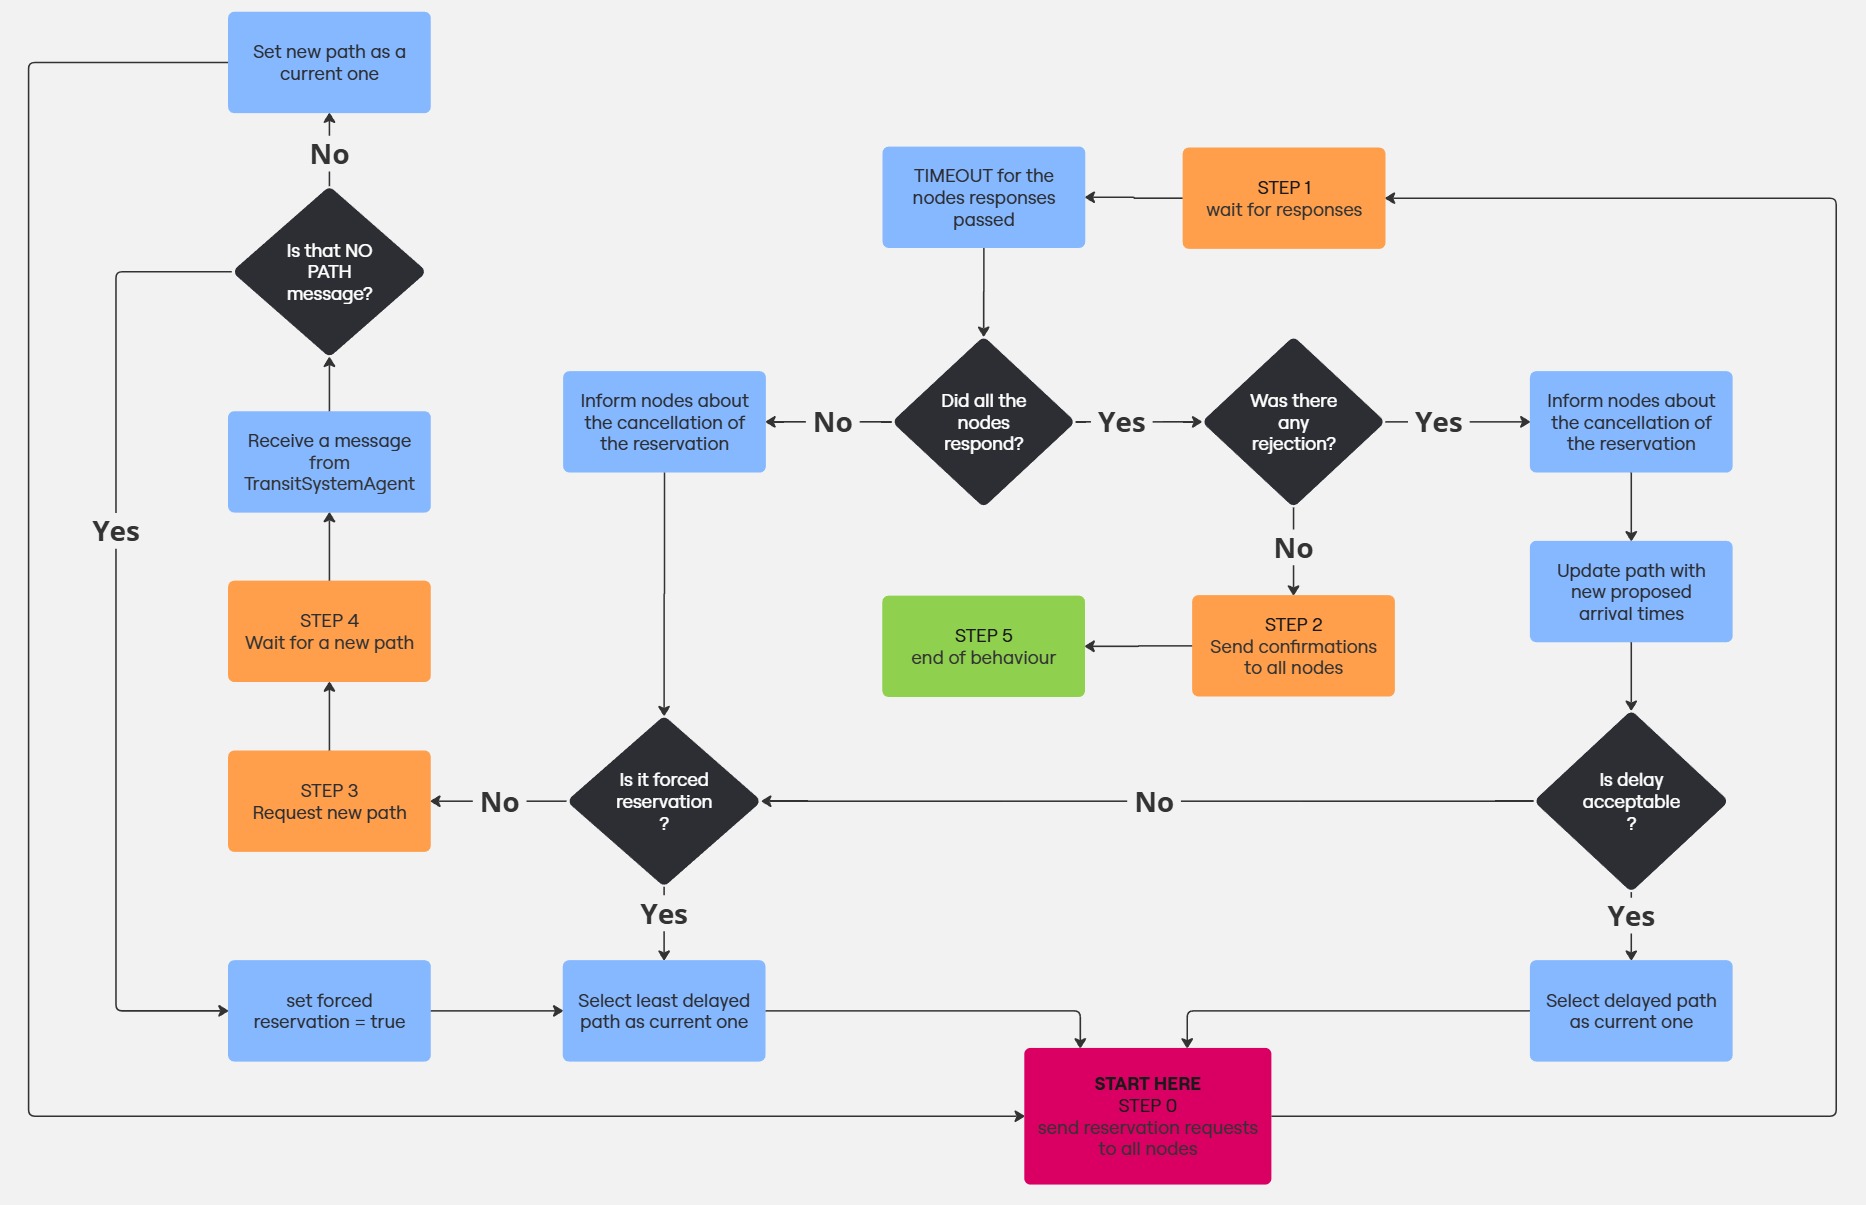 Set new path as a
current one
No
Is that NO
PATH
message?
Yes
Receive a message
from
TransitSystemAgent
STEP 4
Wait for a new path
STEP 3
Request new path
set forced
reservation = true
TIMEOUT for the
nodes responses
passed
STEP 1
wait for responses
Inform nodes about
the cancellation of
the reservation
No
Did all the
nodes
respond?
Yes
Was there
any
rejection?
Yes
Inform nodes about
the cancellation of
the reservation
No
STEP 5
end of behaviour
STEP 2
Send confirmations
to all nodes
Update path with
new proposed
arrival times
No
Is it forced
reservation
?
No
Is delay
acceptable
?
Yes
Yes
Select least delayed
path as current one
Select delayed path
as current one
START HERE
STEP 0
send reservation requests
to all nodes